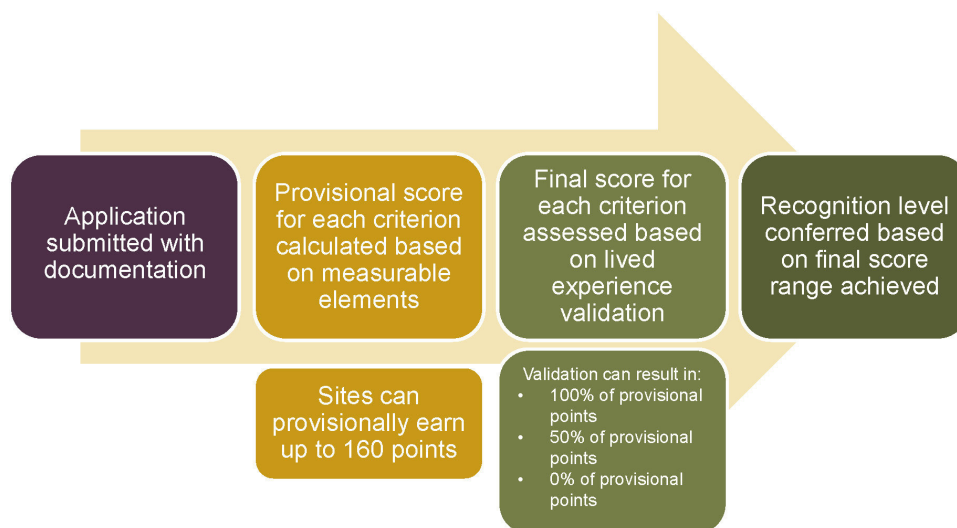 Application
submitted with
documentation
Provisional score
for each criterion
calculated based
on measurable
elements
Sites can
provisionally earn
up to 160 points
Final score for
each criterion
assessed based
on lived
experience
validation
Validation can result in:
• 100% of provisional
points
• 50% of provisional
points
• 0% of provisional
points
Recognition level
conferred based
on final score
range achieved